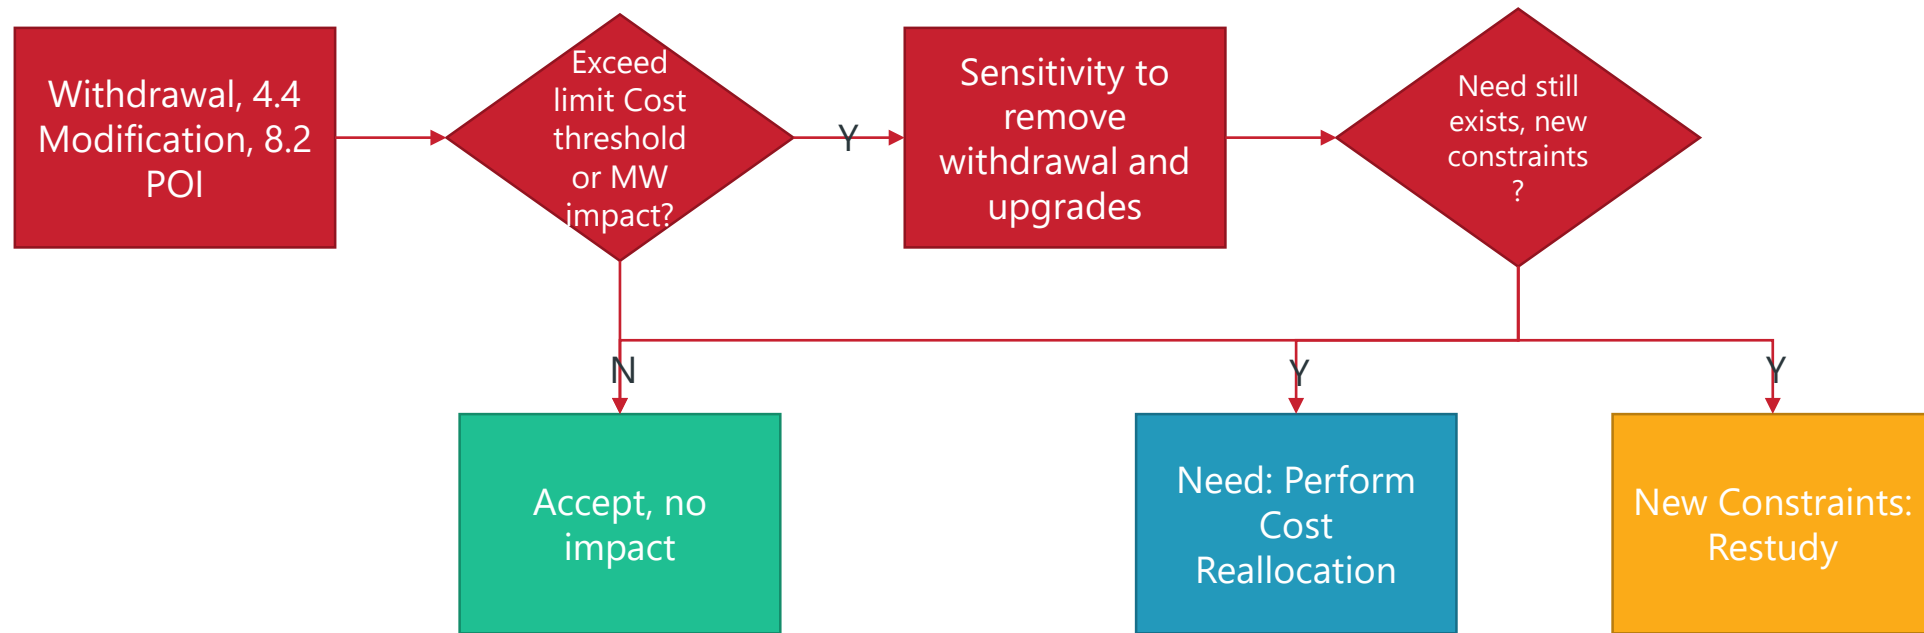 Withdrawal, 4.4
Modification, 8.2
POI
Exceed
limit Cost
threshold
or MW
impact?
Y
Sensitivity to
remove
withdrawal and
upgrades
Need still
exists, new
constraints
?
N
Y
Y
Accept, no
impact
Need: Perform
Cost
Reallocation
New Constraints:
Restudy